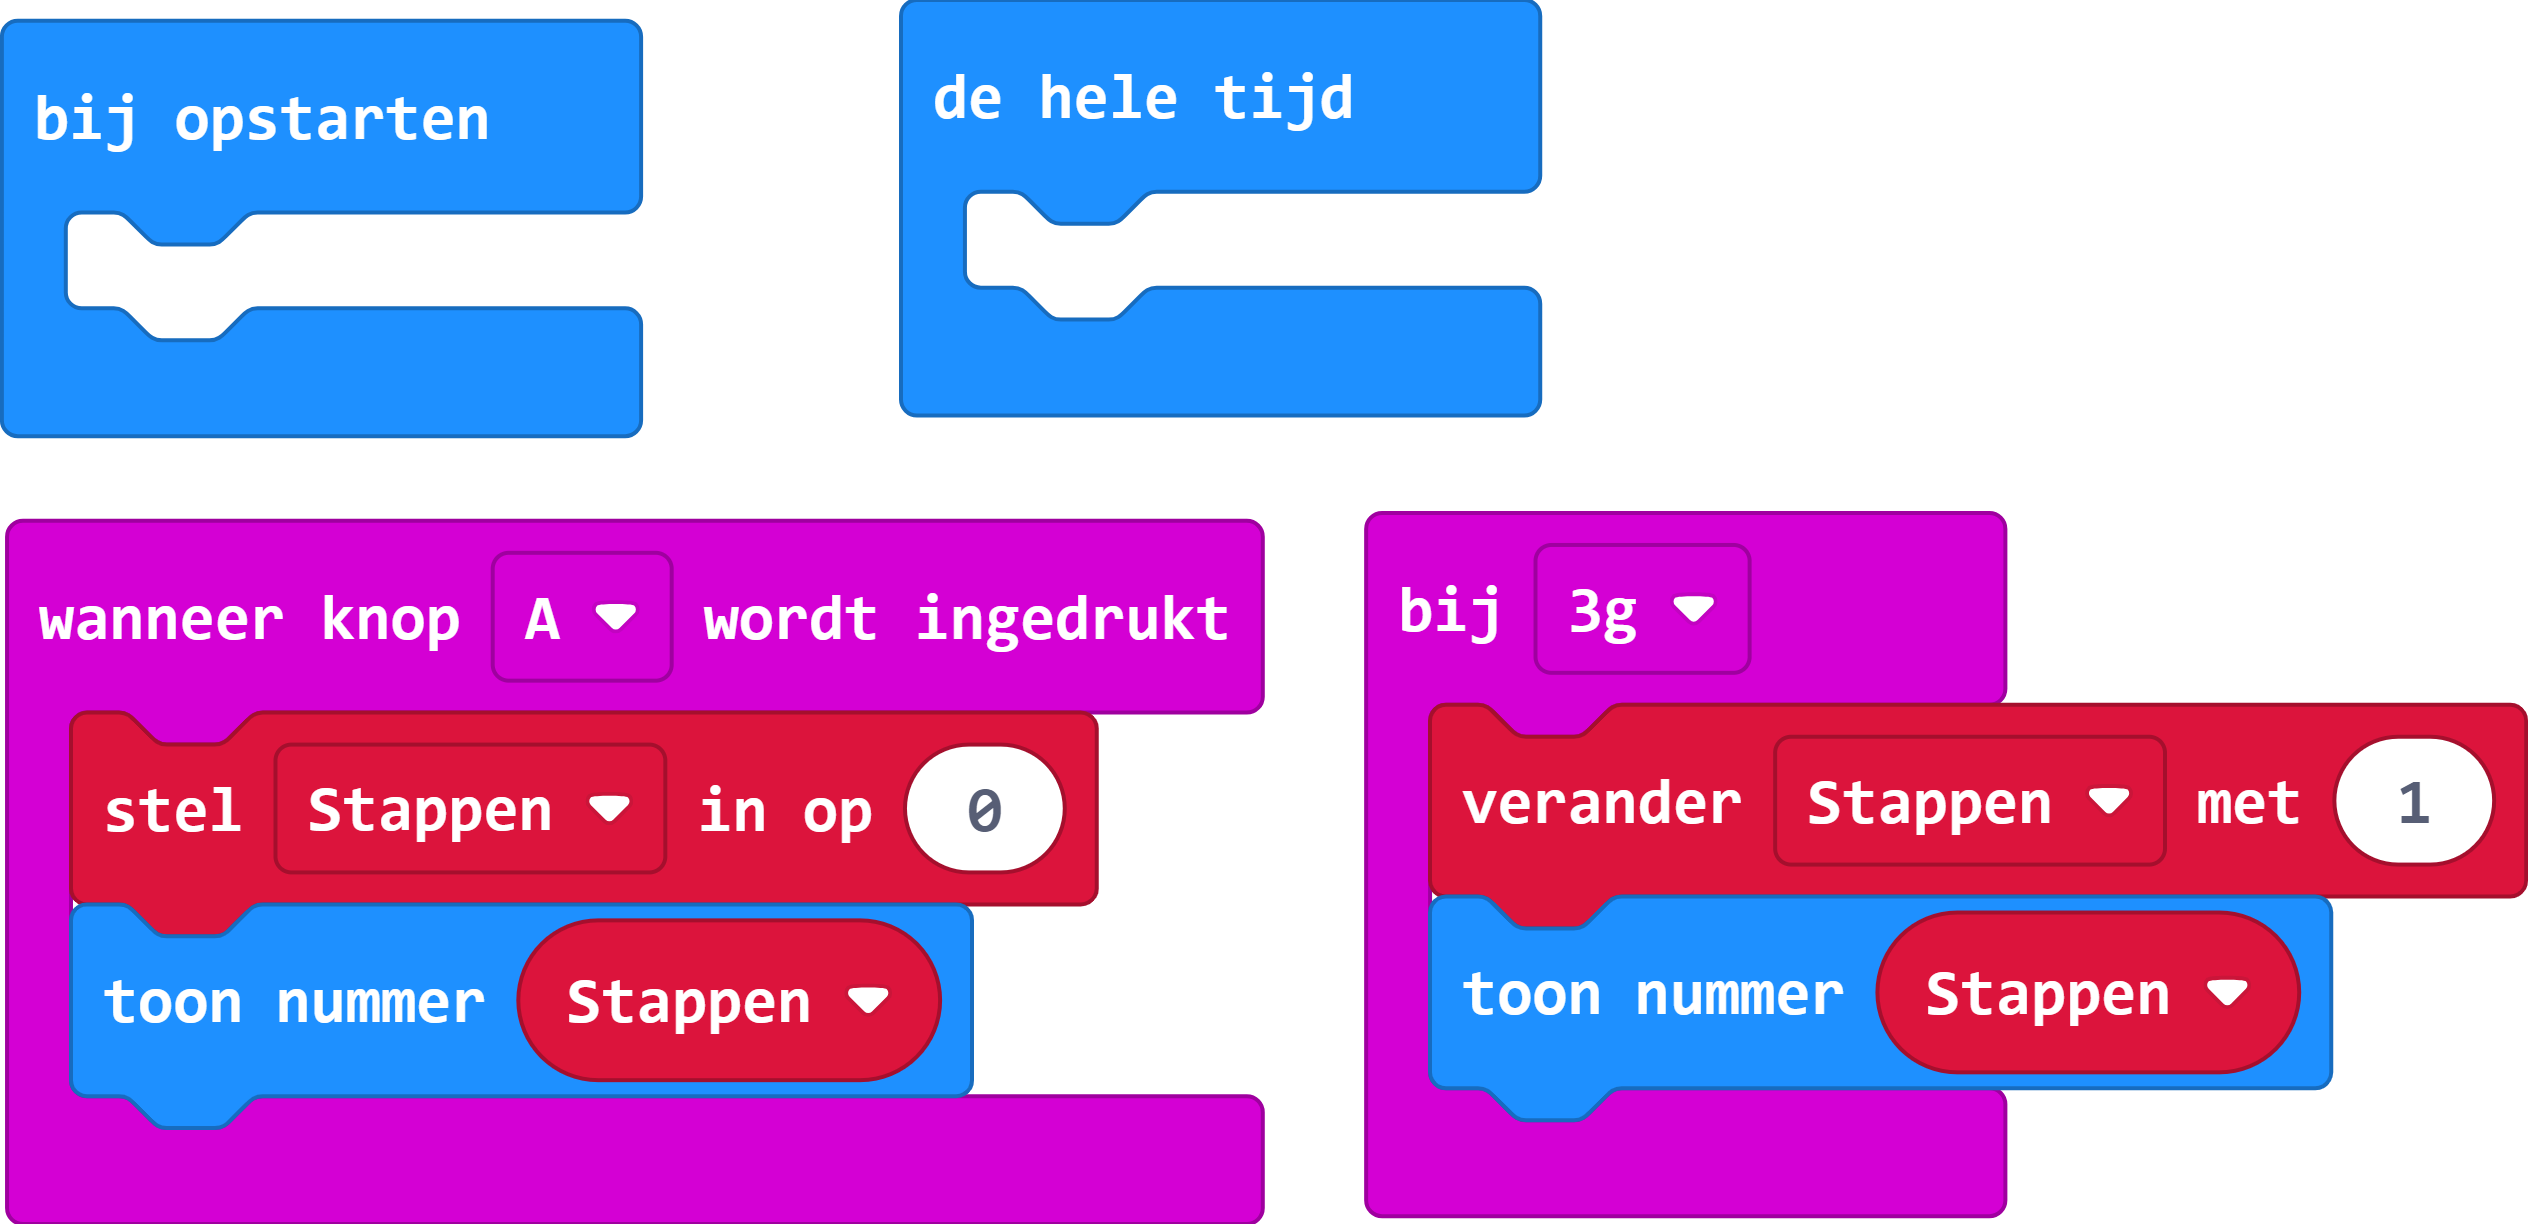 bij opstarten
de hele tijd
wanneer knop A wordt ingedrukt
stel Stappen in op 0
toon nummer Stappen
bij 3g
verander Stappen met 1
toon nummer Stappen